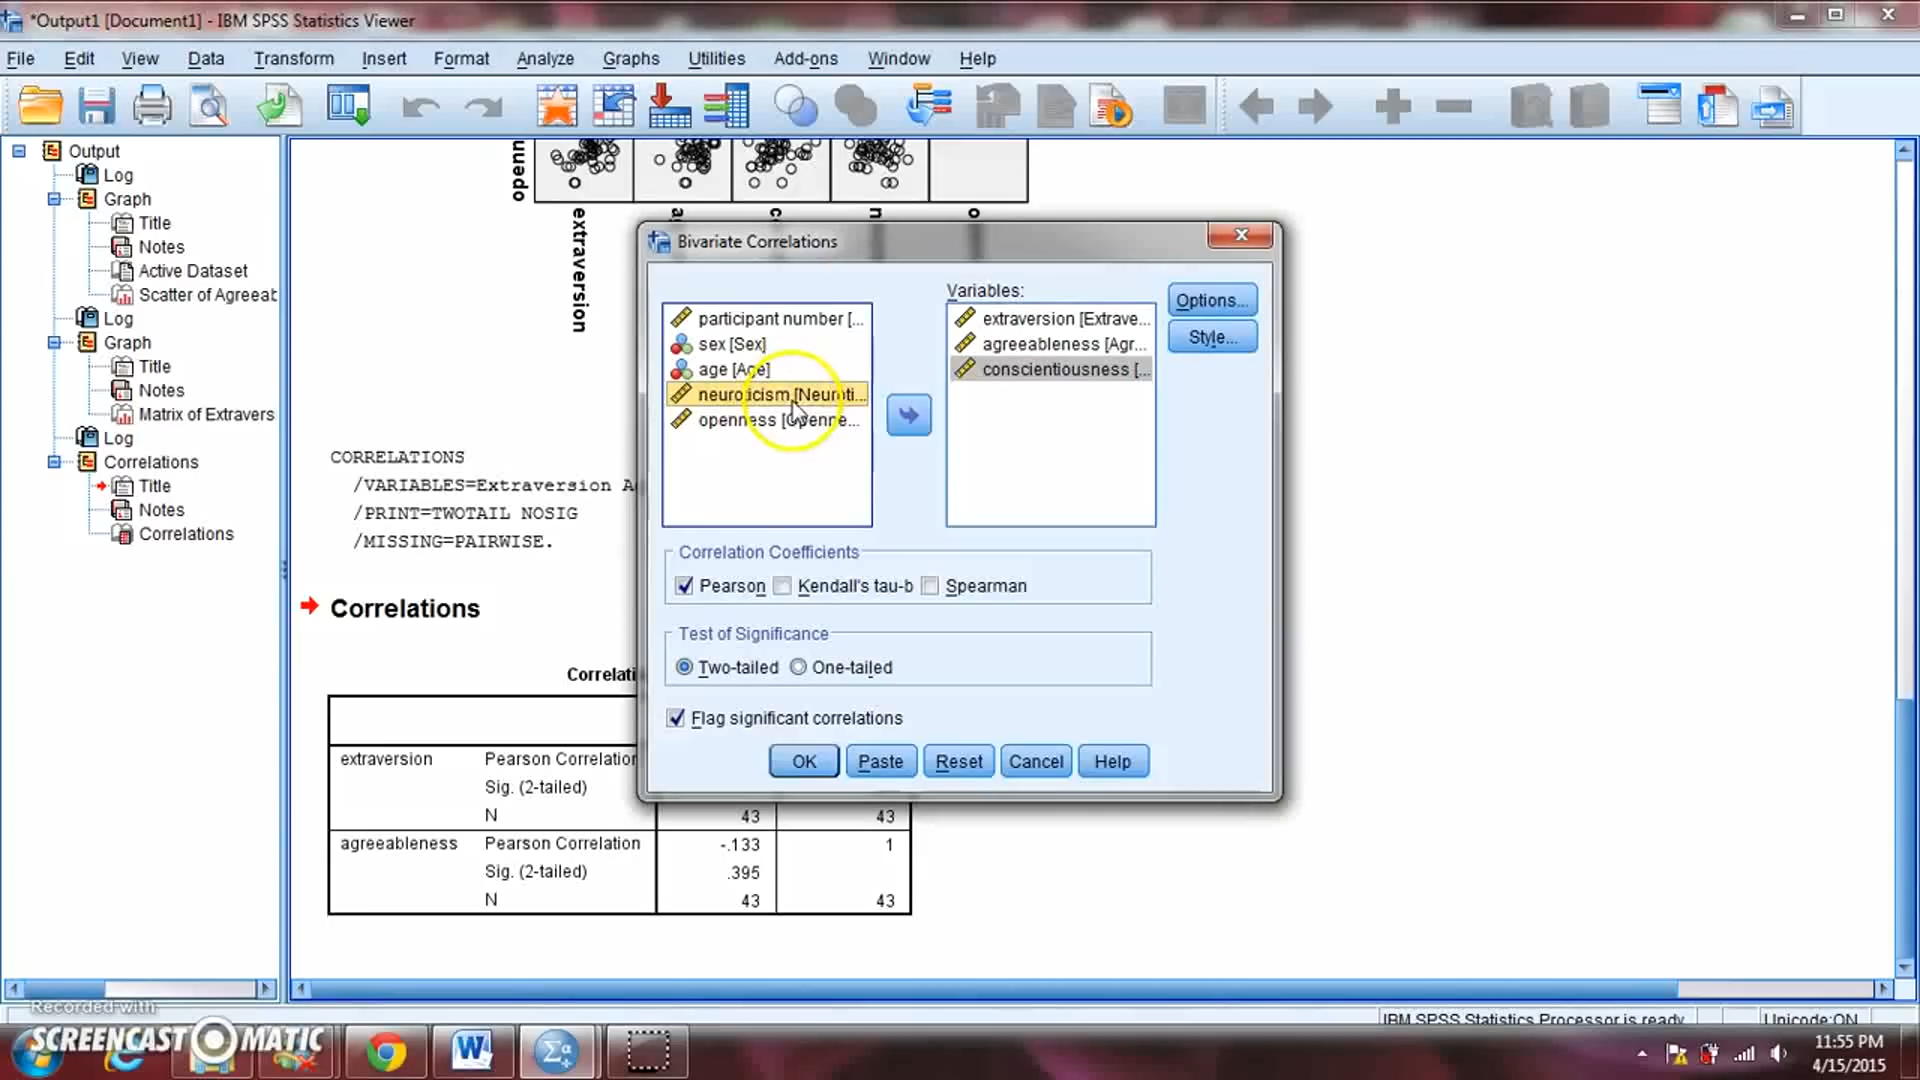 *Output1 [Document1] - IBM SPSS Statistics Viewer
File Edit View Data Transform Insert Format Analyze Graphs Utilities Add-ons Window Help
Output
Log
Graph
Title
Notes
Active Dataset
Scatter of Agreeat
Log
Graph
Title
Notes
Matrix of Extravers
Log
Correlations
Title
Notes
Correlations
openn
extraversion
a
c
n
o
CORRELATIONS
/VARIABLES=Extraversion A
/PRINT=TWOTAIL NOSIG
/MISSING=PAIRWISE.
Correlations
Correlati
extraversion Pearson Correlation
Sig. (2-tailed)
N 43 43
agreeableness Pearson Correlation -.133 1
Sig. (2-tailed) .395
N 43 43
Bivariate Correlations
participant number [...
sex [Sex]
age [Age]
neuroticism [Neuroti...
openness [Openne...
Variables:
extraversion [Extrave...
agreeableness [Agr...
conscientiousness [...
Options...
Style...
Correlation Coefficients
Pearson Kendall's tau-b Spearman
Test of Significance
Two-tailed One-tailed
Flag significant correlations
OK Paste Reset Cancel Help
IBM SPSS Statistics Processor is ready Unicode:ON
Recorded with
SCREENCAST MATIC
11:55 PM
4/15/2015